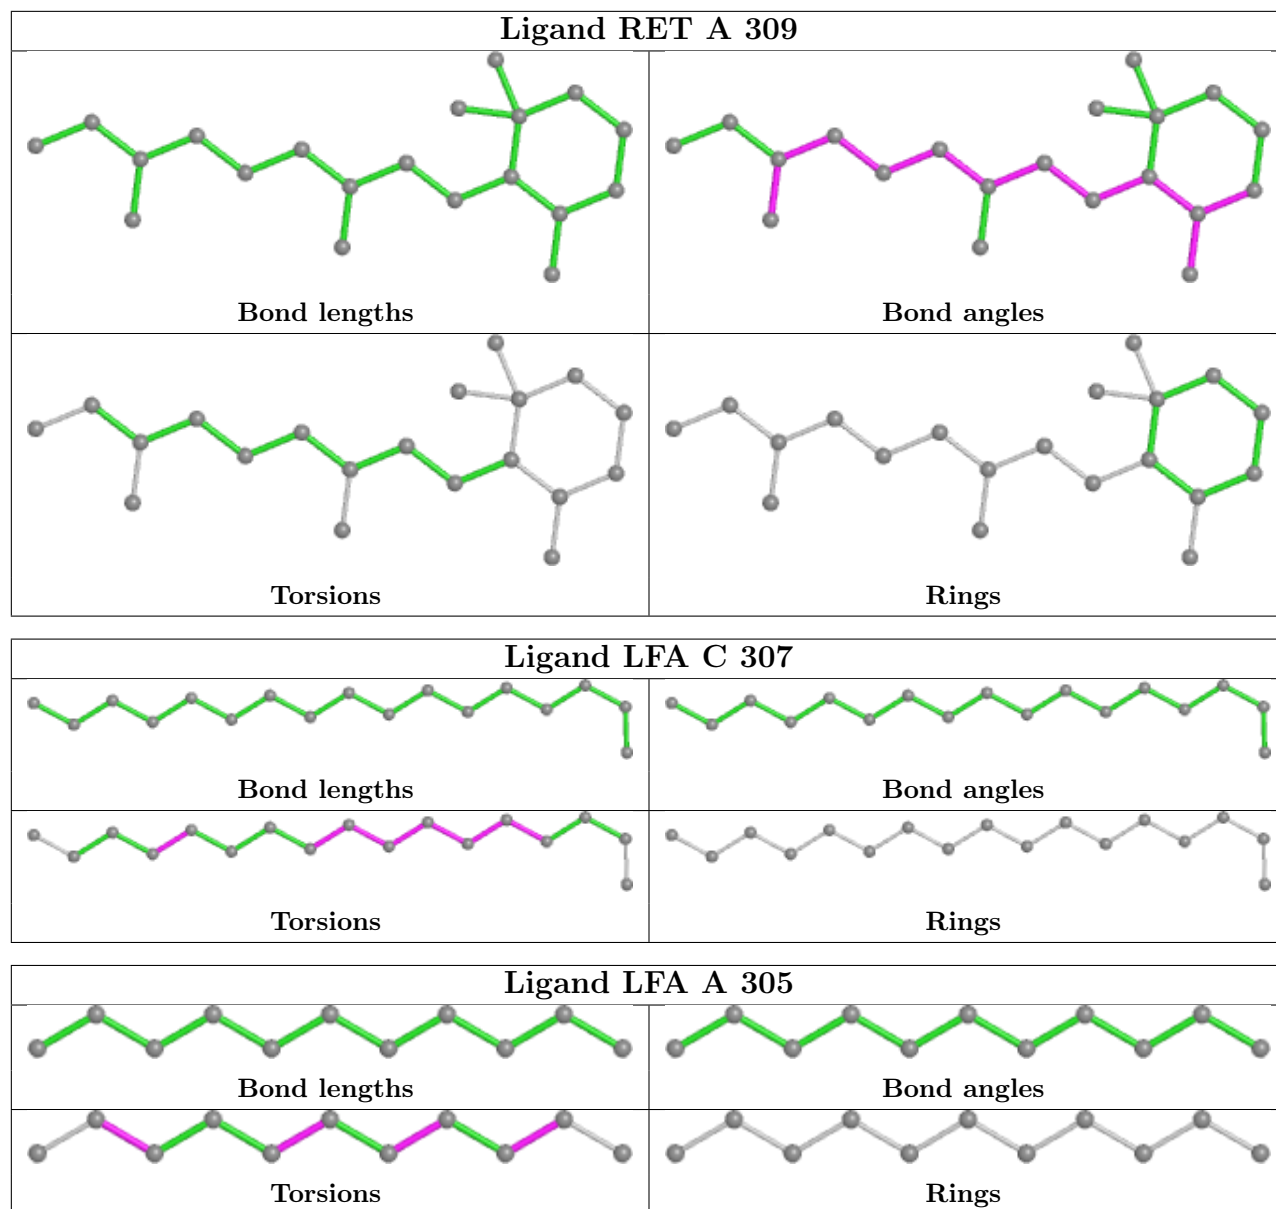 Ligand RET A 309
Bond lengths
Bond angles
Torsions
Rings
Ligand LFA C 307
Bond lengths
Bond angles
Torsions
Rings
Ligand LFA A 305
Bond lengths
Bond angles
Torsions
Rings